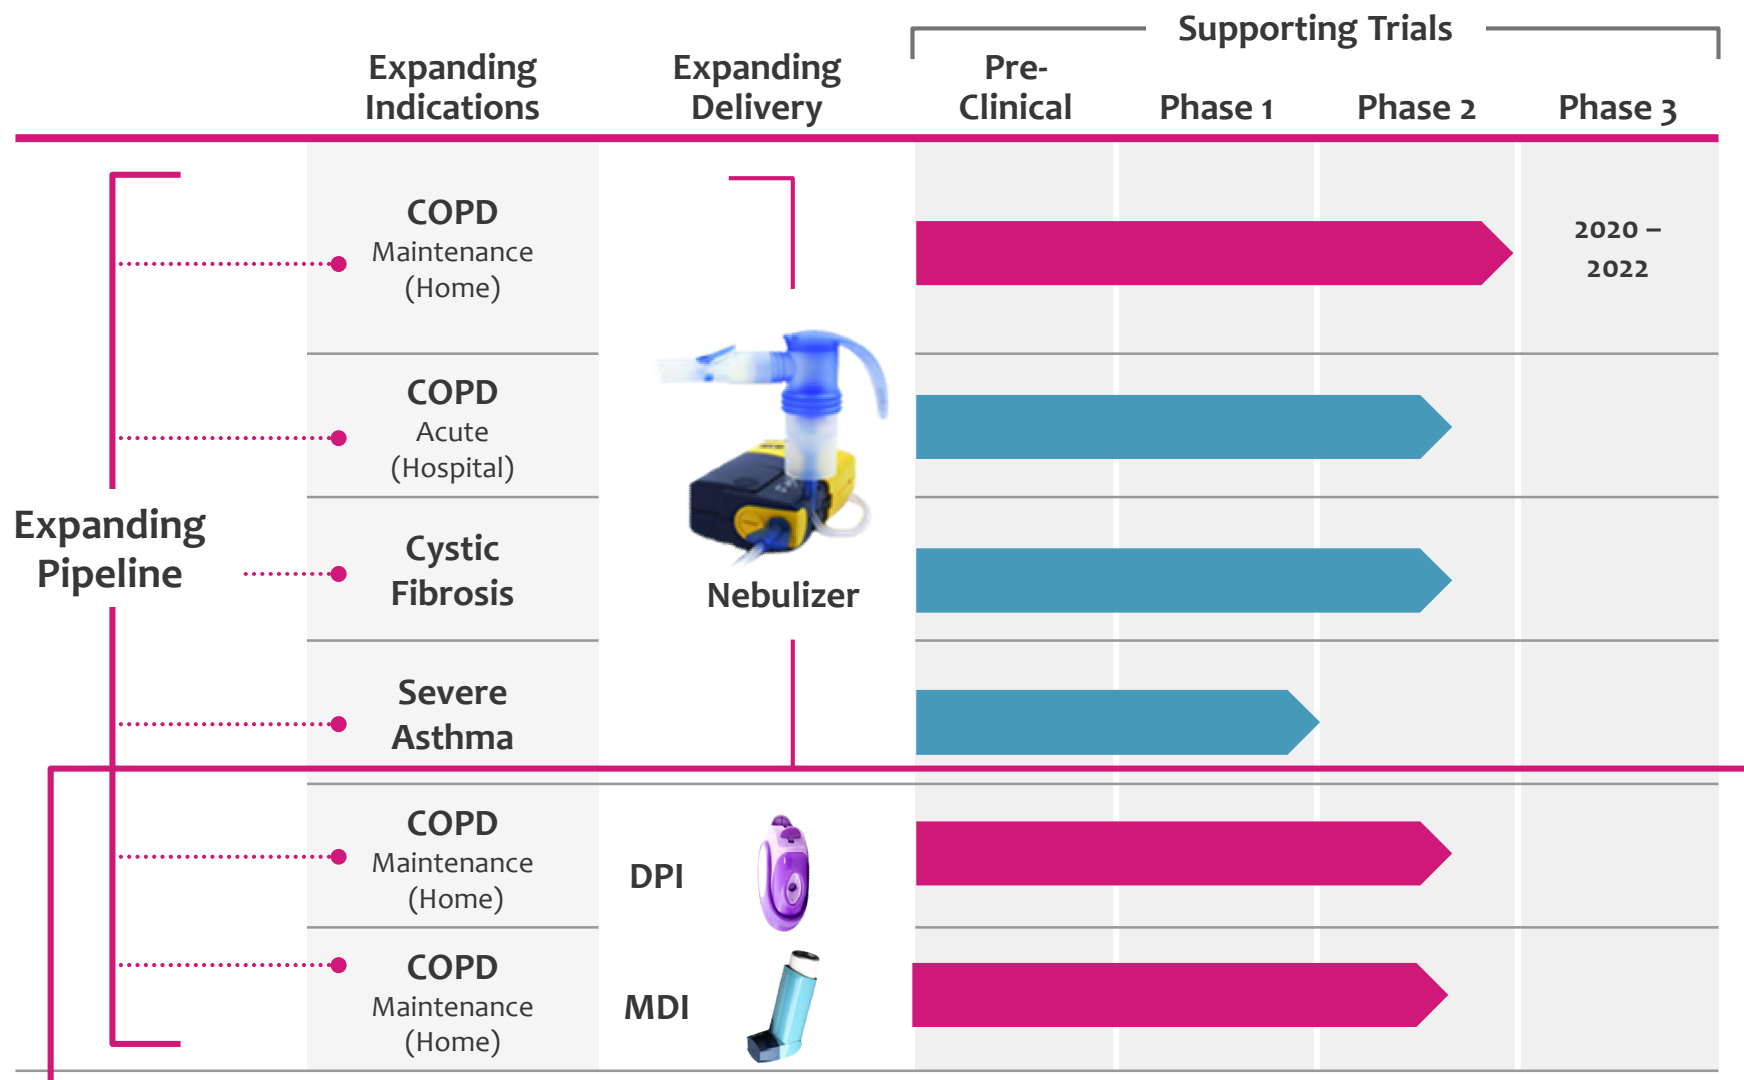 Supporting Trials
Expanding
Indications
Expanding
Delivery
Pre-
Clinical
Phase 1
Phase 2
Phase 3
Expanding
Pipeline
COPD
Maintenance
(Home)
2020 –
2022
COPD
Acute
(Hospital)
Cystic
Fibrosis
Nebulizer
Severe
Asthma
COPD
Maintenance
(Home)
DPI
COPD
Maintenance
(Home)
MDI